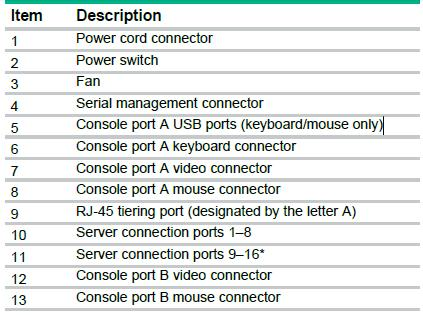 Item Description
1 Power cord connector
2 Power switch
3 Fan
4 Serial management connector
5 Console port A USB ports (keyboard/mouse only)
6 Console port A keyboard connector
7 Console port A video connector
8 Console port A mouse connector
9 RJ-45 tiering port (designated by the letter A)
10 Server connection ports 1–8
11 Server connection ports 9–16*
12 Console port B video connector
13 Console port B mouse connector